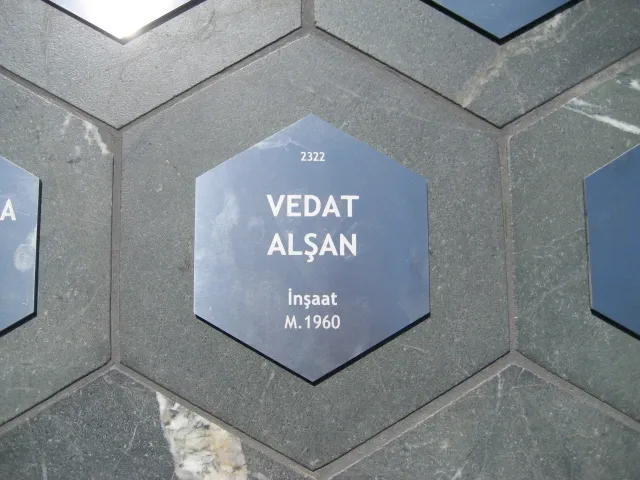 2322
VEDAT
ALŞAN
İnşaat
M.1960
A